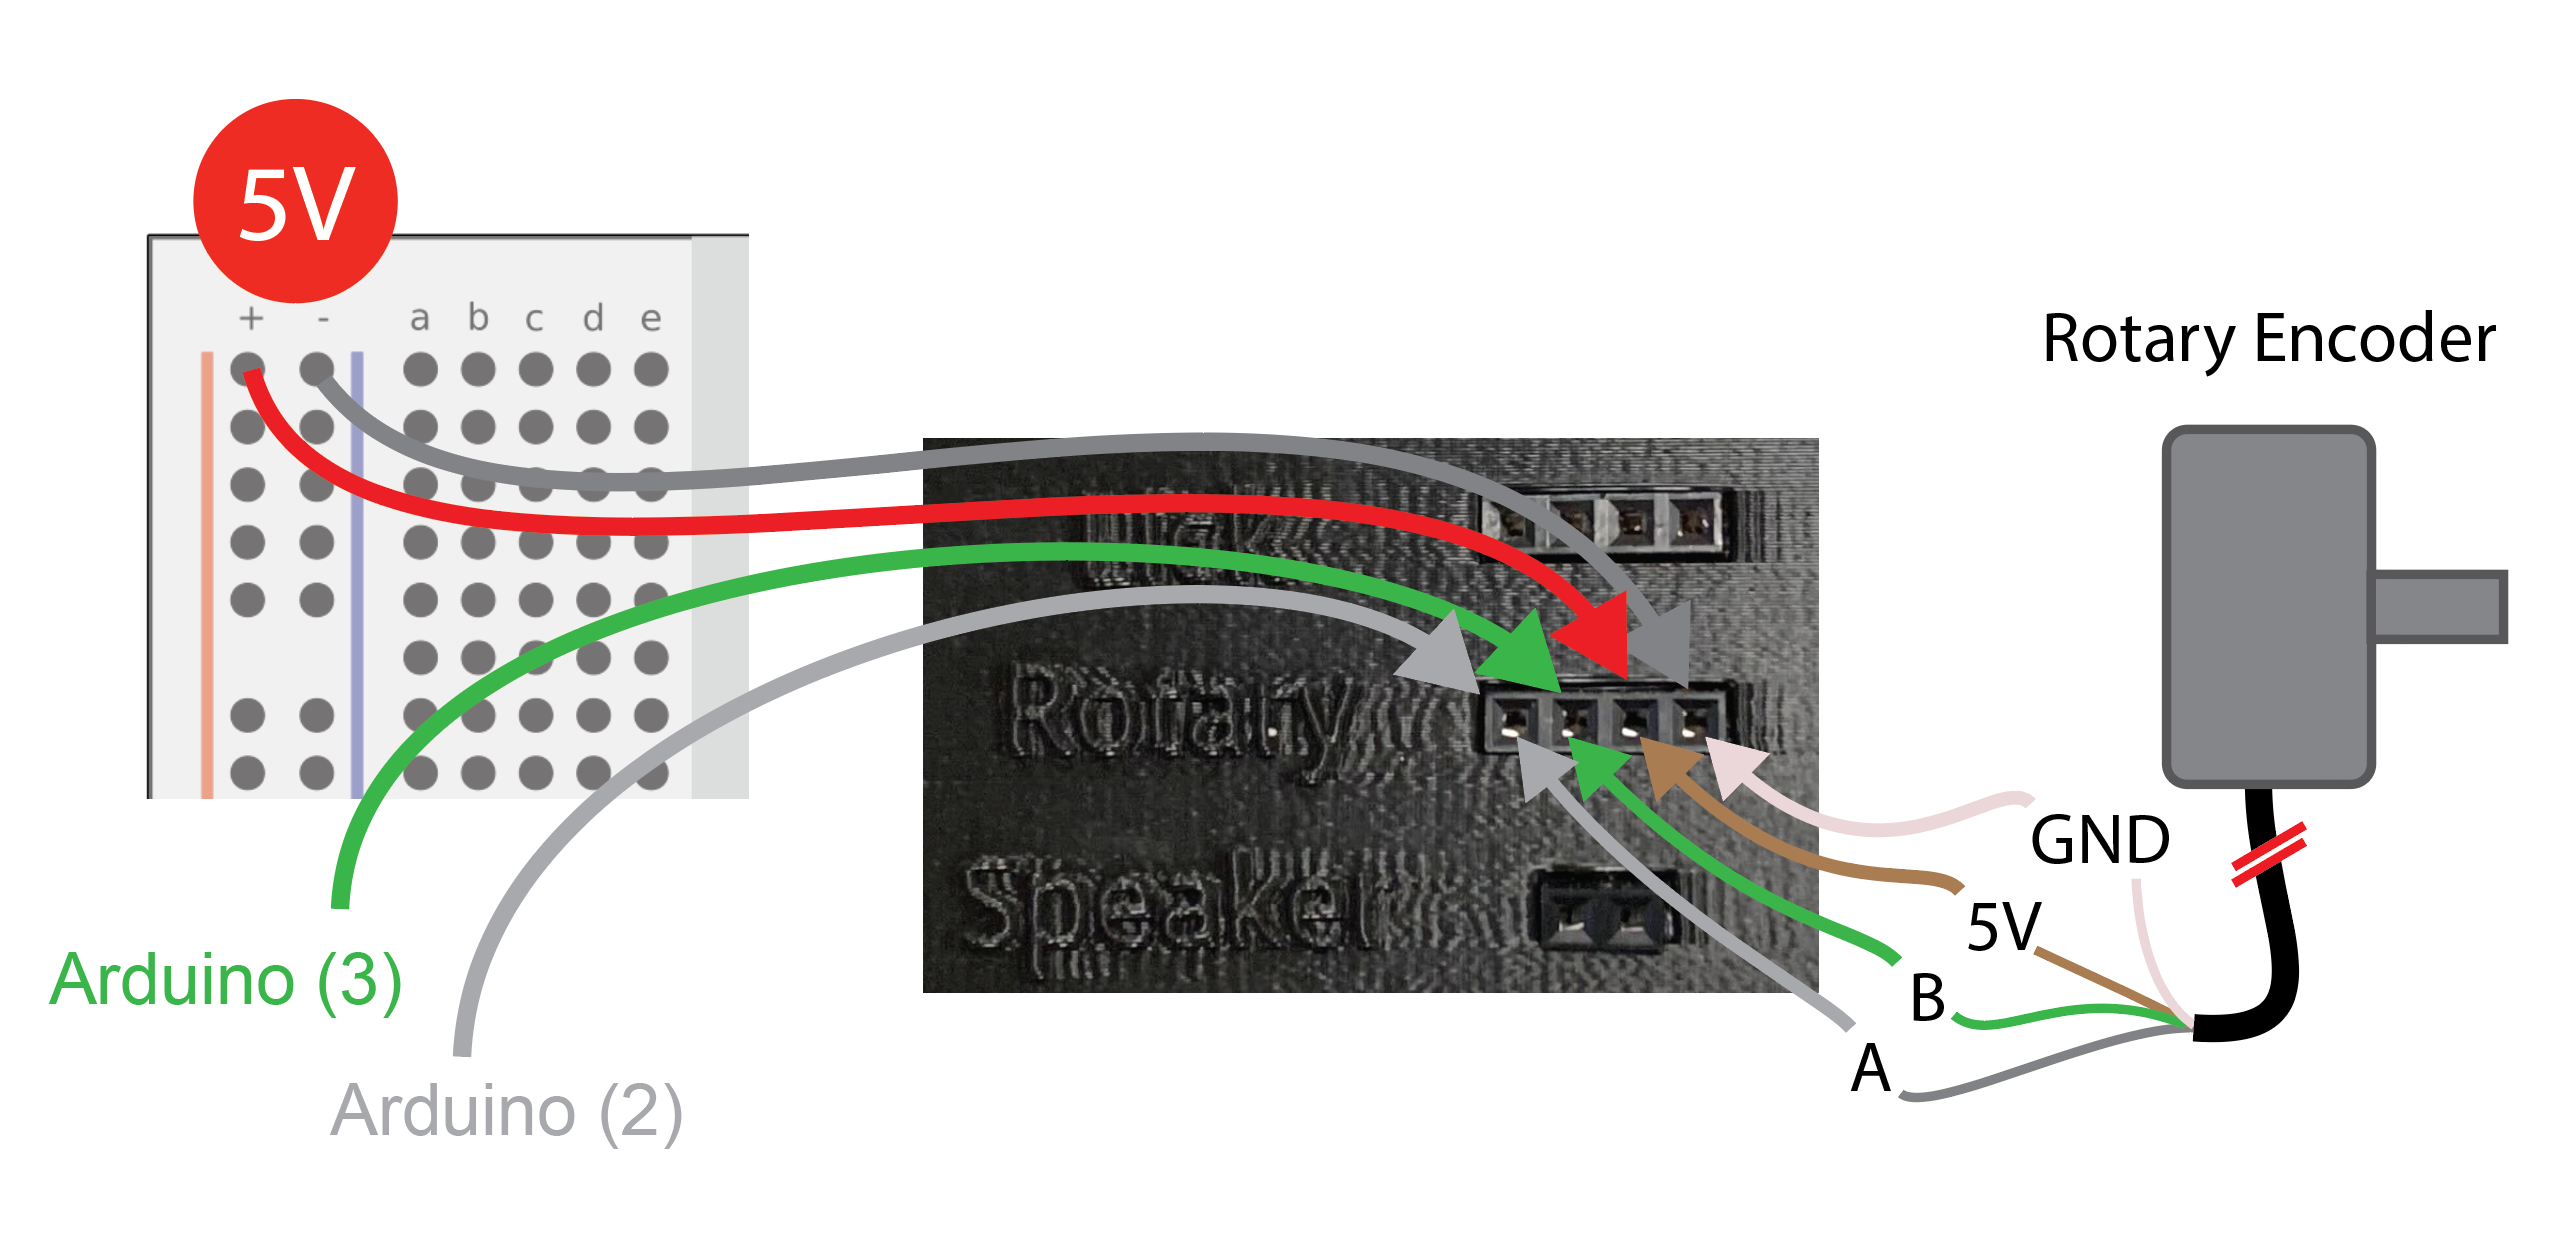 5V
+ - a b c d e
Rotary Encoder
Rotary
Speaker
GND
5V
B
A
Arduino (3)
Arduino (2)